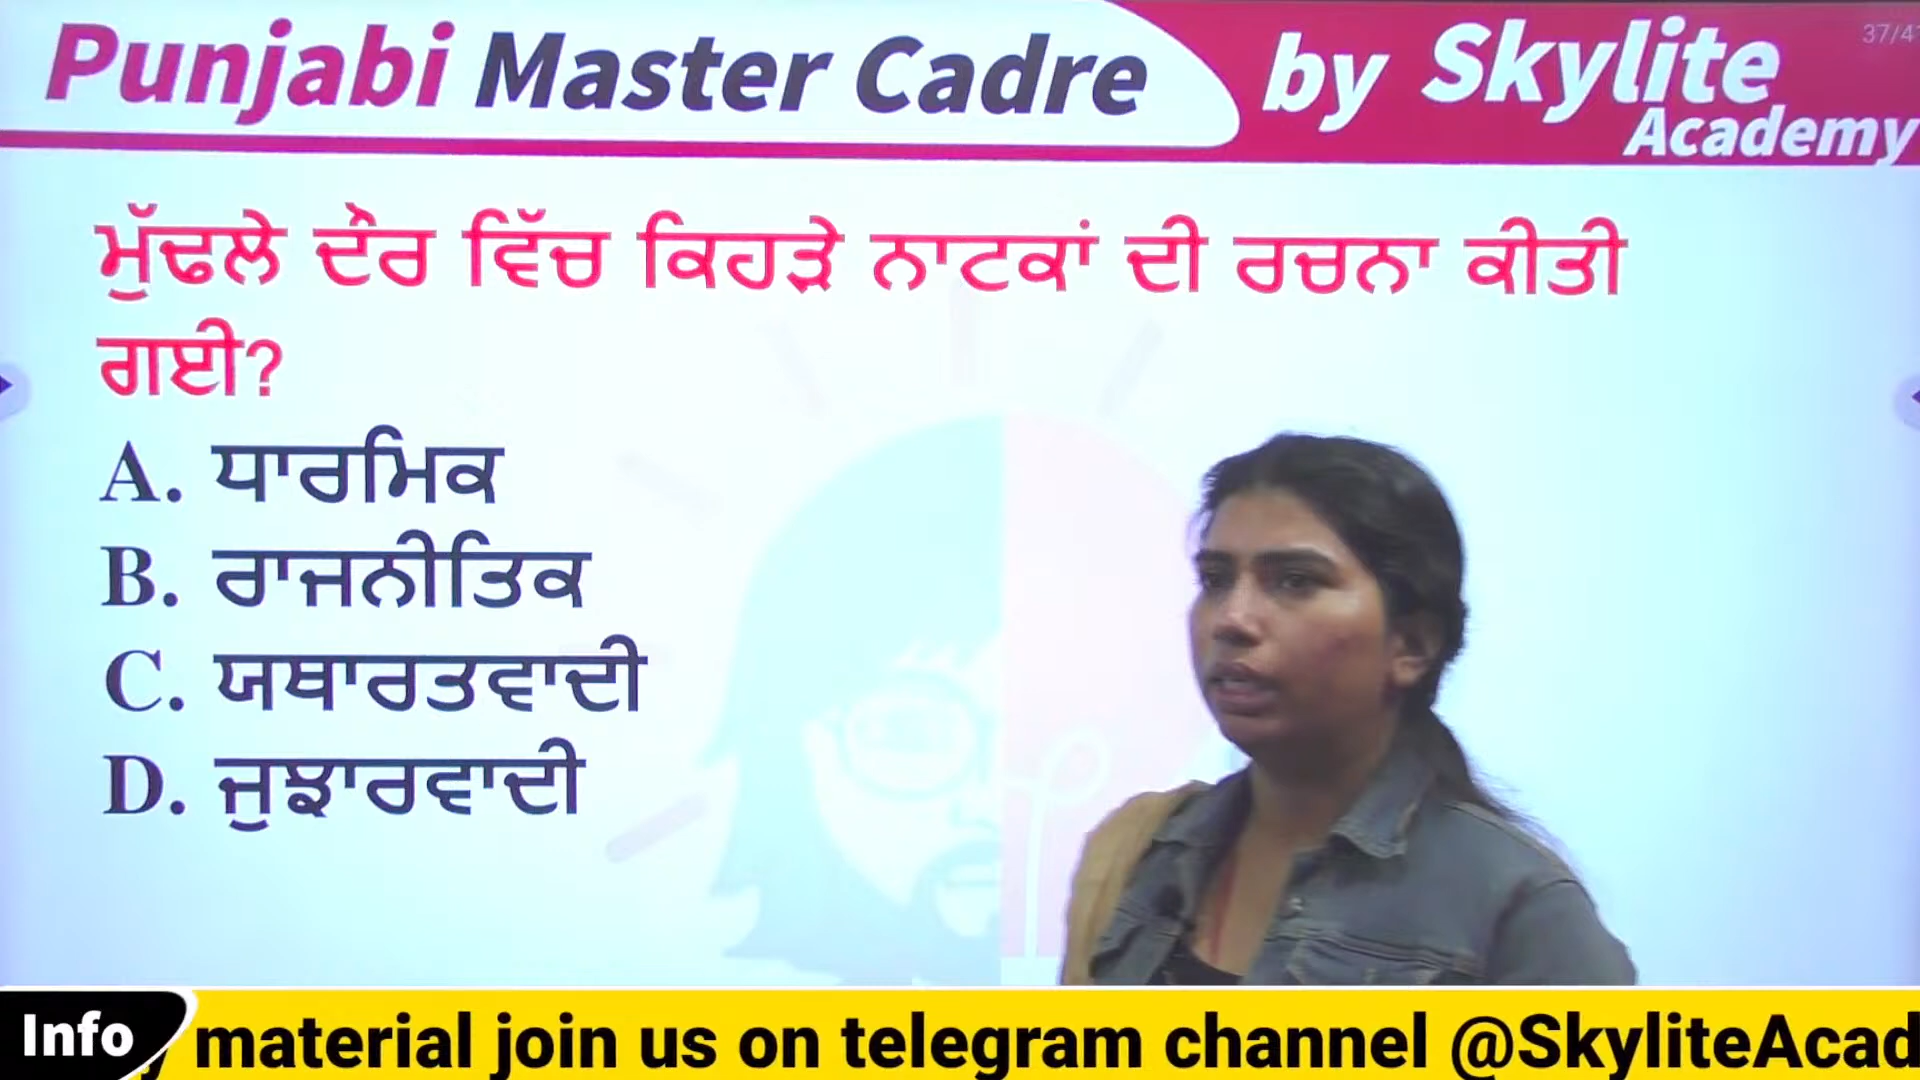 Punjabi Master Cadre by Skylite
Academy
37/41
ਮੁੱਢਲੇ ਦੌਰ ਵਿੱਚ ਕਿਹੜੇ ਨਾਟਕਾਂ ਦੀ ਰਚਨਾ ਕੀਤੀ
ਗਈ?
A. ਧਾਰਮਿਕ
B. ਰਾਜਨੀਤਿਕ
C. ਯਥਾਰਤਵਾਦੀ
D. ਜੁਝਾਰਵਾਦੀ
Info material join us on telegram channel @SkyliteAcad